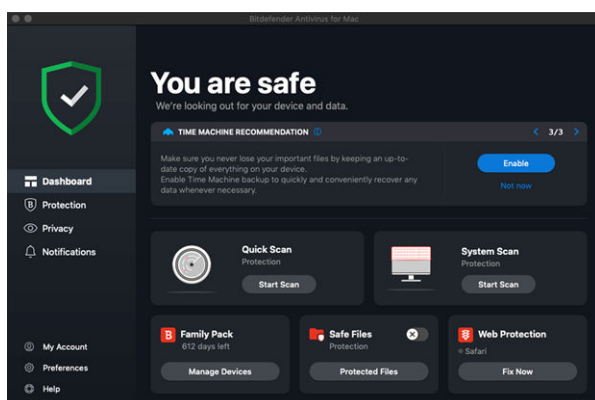 Bitdefender Antivirus for Mac
You are safe
We're looking out for your device and data.
TIME MACHINE RECOMMENDATION
3/3
Make sure you never lose your important files by keeping an up-to-
date copy of everything on your device.
Enable Time Machine backup to quickly and conveniently recover any
data whenever necessary.
Enable
Not now
Dashboard
Protection
Privacy
Notifications
My Account
Preferences
Help
Quick Scan
Protection
Start Scan
System Scan
Protection
Start Scan
B
Family Pack
612 days left
Manage Devices
Safe Files
Protection
Protected Files
Web Protection
Safari
Fix Now